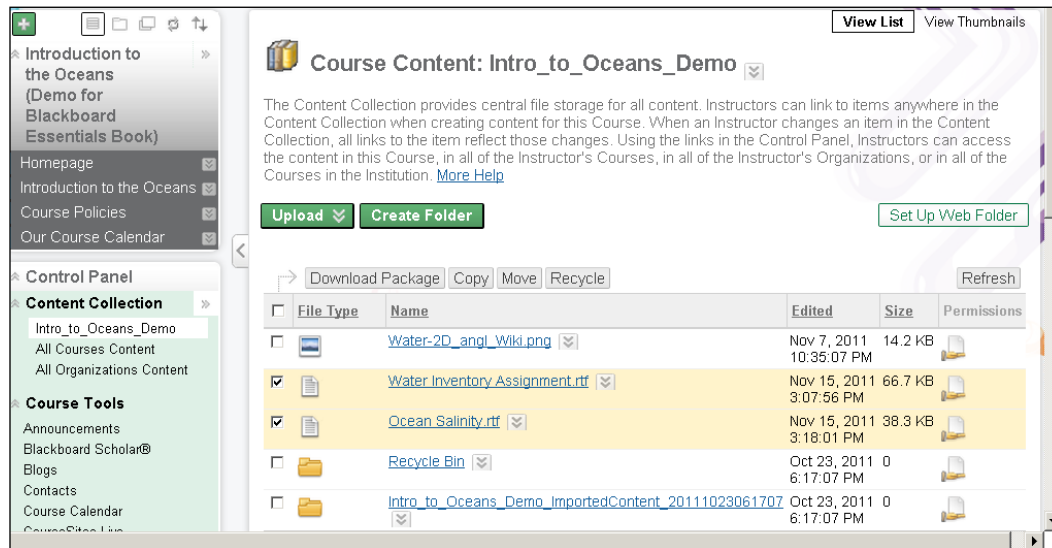 View List View Thumbnails
Introduction to
the Oceans
(Demo for
Blackboard
Essentials Book)
Homepage
Introduction to the Oceans
Course Policies
Our Course Calendar
Control Panel
Content Collection
Intro_to_Oceans_Demo
All Courses Content
All Organizations Content
Course Tools
Announcements
Blackboard Scholar®
Blogs
Contacts
Course Calendar
CourseSites Live
Course Content: Intro_to_Oceans_Demo
The Content Collection provides central file storage for all content. Instructors can link to items anywhere in the
Content Collection when creating content for this Course. When an Instructor changes an item in the Content
Collection, all links to the item reflect those changes. Using the links in the Control Panel, Instructors can access
the content in this Course, in all of the Instructor's Courses, in all of the Instructor's Organizations, or in all of the
Courses in the Institution. More Help
Upload Create Folder Set Up Web Folder
Download Package Copy Move Recycle Refresh
File Type Name Edited Size Permissions
Water-2D_angl_Wiki.png Nov 7, 2011 14.2 KB
10:35:07 PM
Water Inventory Assignment.rtf Nov 15, 2011 66.7 KB
3:07:56 PM
Ocean Salinity.rtf Nov 15, 2011 38.3 KB
3:18:01 PM
Recycle Bin Oct 23, 2011 0
6:17:07 PM
Intro_to_Oceans_Demo_ImportedContent_20111023061707 Oct 23, 2011 0
6:17:07 PM